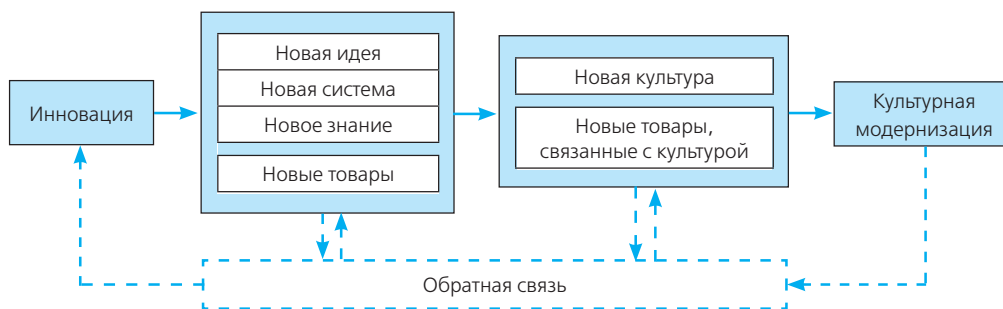 Инновация
Новая идея
Новая система
Новое знание
Новые товары
Новая культура
Новые товары,
связанные с культурой
Культурная
модернизация
Обратная связь